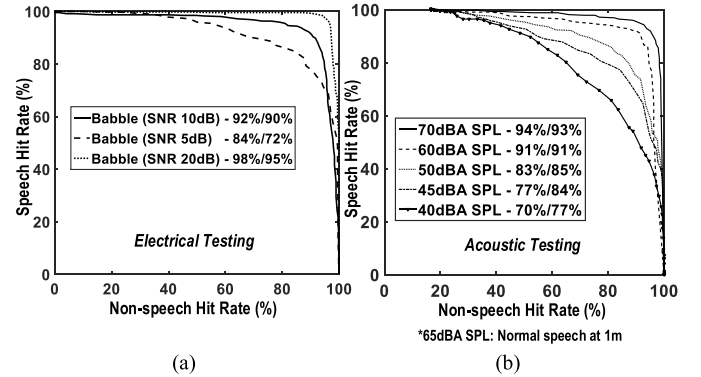 100
80
60
40
20
0
Speech Hit Rate (%)
Babble (SNR 10dB) - 92%/90%
Babble (SNR 5dB) - 84%/72%
Babble (SNR 20dB) - 98%/95%
Electrical Testing
0 20 40 60 80 100
Non-speech Hit Rate (%)
(a)
100
80
60
40
20
0
Speech Hit Rate (%)
70dBA SPL - 94%/93%
60dBA SPL - 91%/91%
50dBA SPL - 83%/85%
45dBA SPL - 77%/84%
40dBA SPL - 70%/77%
Acoustic Testing
0 20 40 60 80 100
Non-speech Hit Rate (%)
*65dBA SPL: Normal speech at 1m
(b)